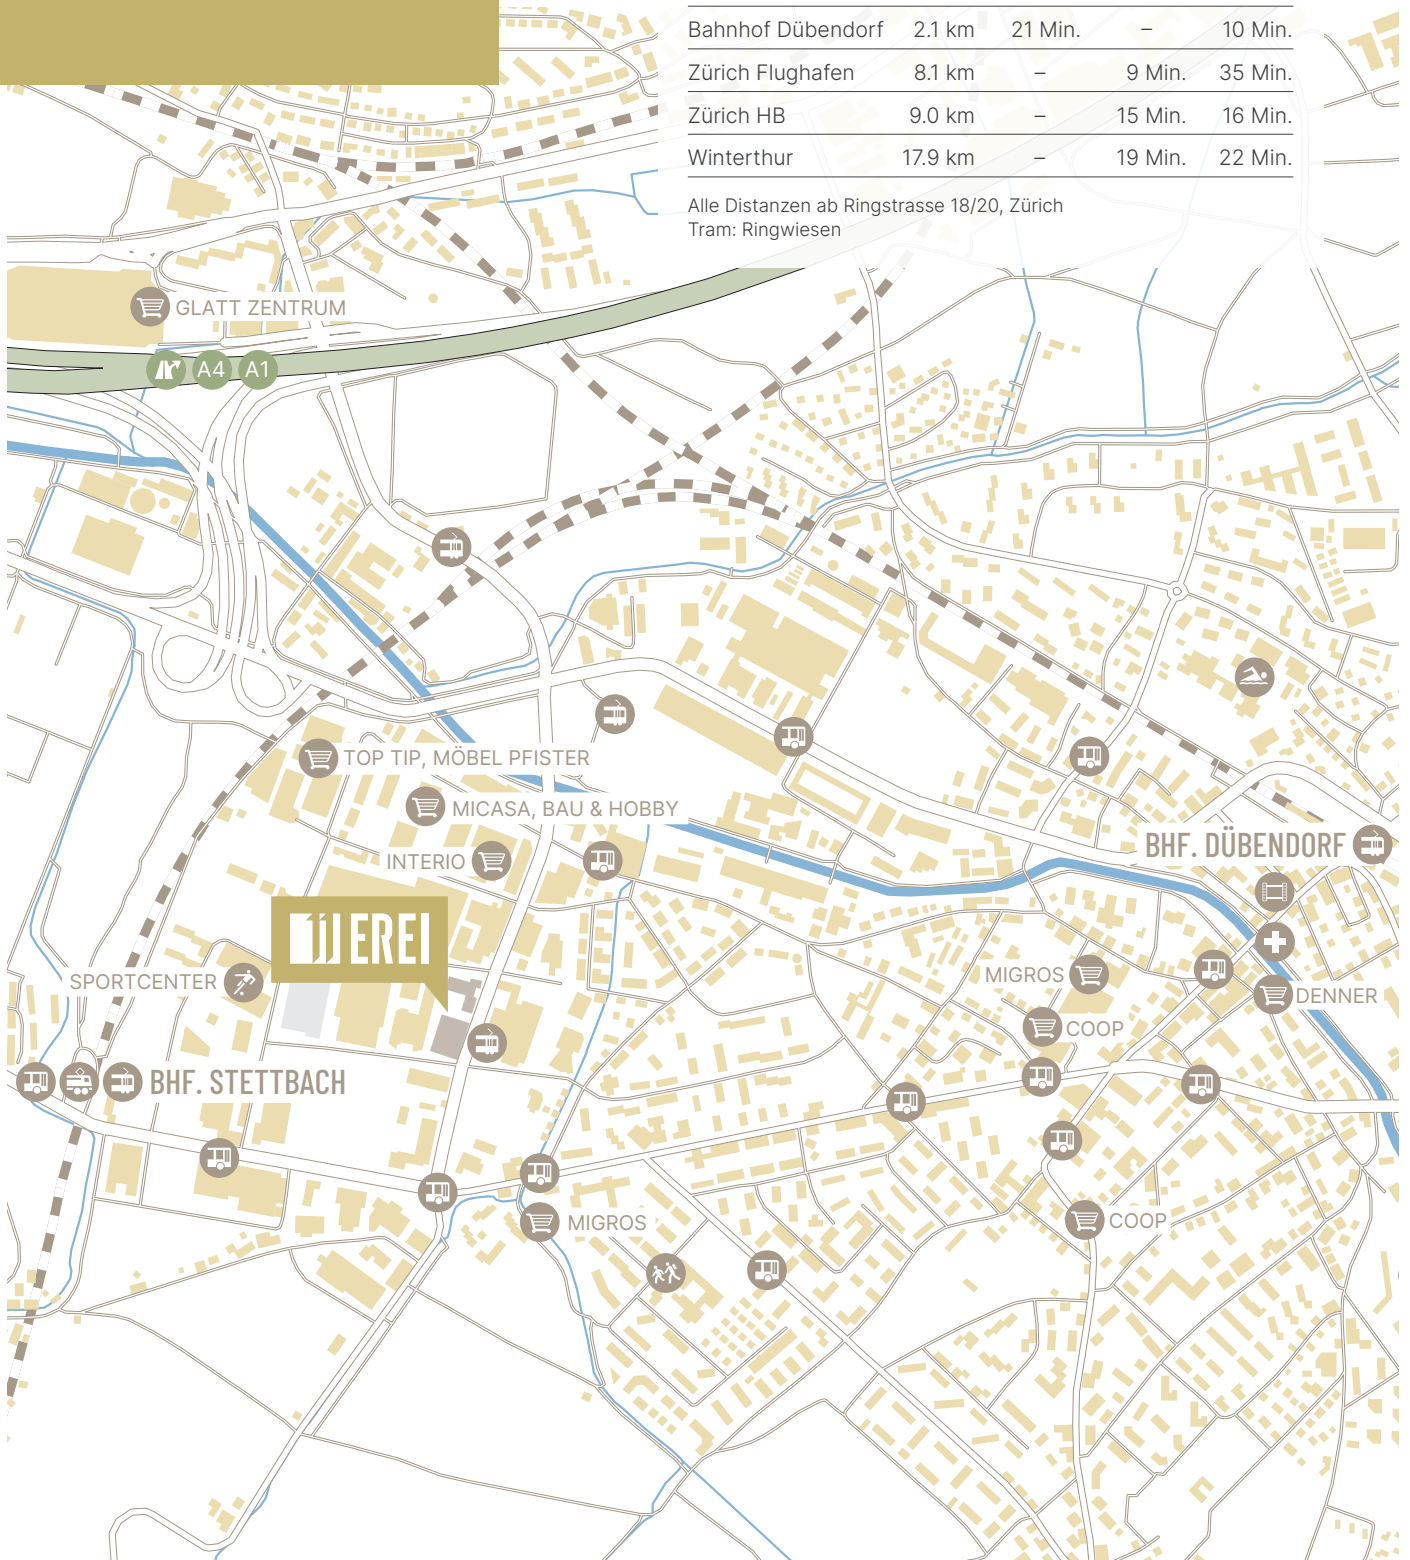 Bahnhof Dübendorf 2.1 km 21 Min. – 10 Min.
Zürich Flughafen 8.1 km – 9 Min. 35 Min.
Zürich HB 9.0 km – 15 Min. 16 Min.
Winterthur 17.9 km – 19 Min. 22 Min.
Alle Distanzen ab Ringstrasse 18/20, Zürich
Tram: Ringwiesen
GLATT ZENTRUM
A4 A1
TOP TIP, MÖBEL PFISTER
MICASA, BAU & HOBBY
INTERIO
BHF. DÜBENDORF
EREI
SPORTCENTER
MIGROS
DENNER
COOP
BHF. STETTBACH
MIGROS
COOP